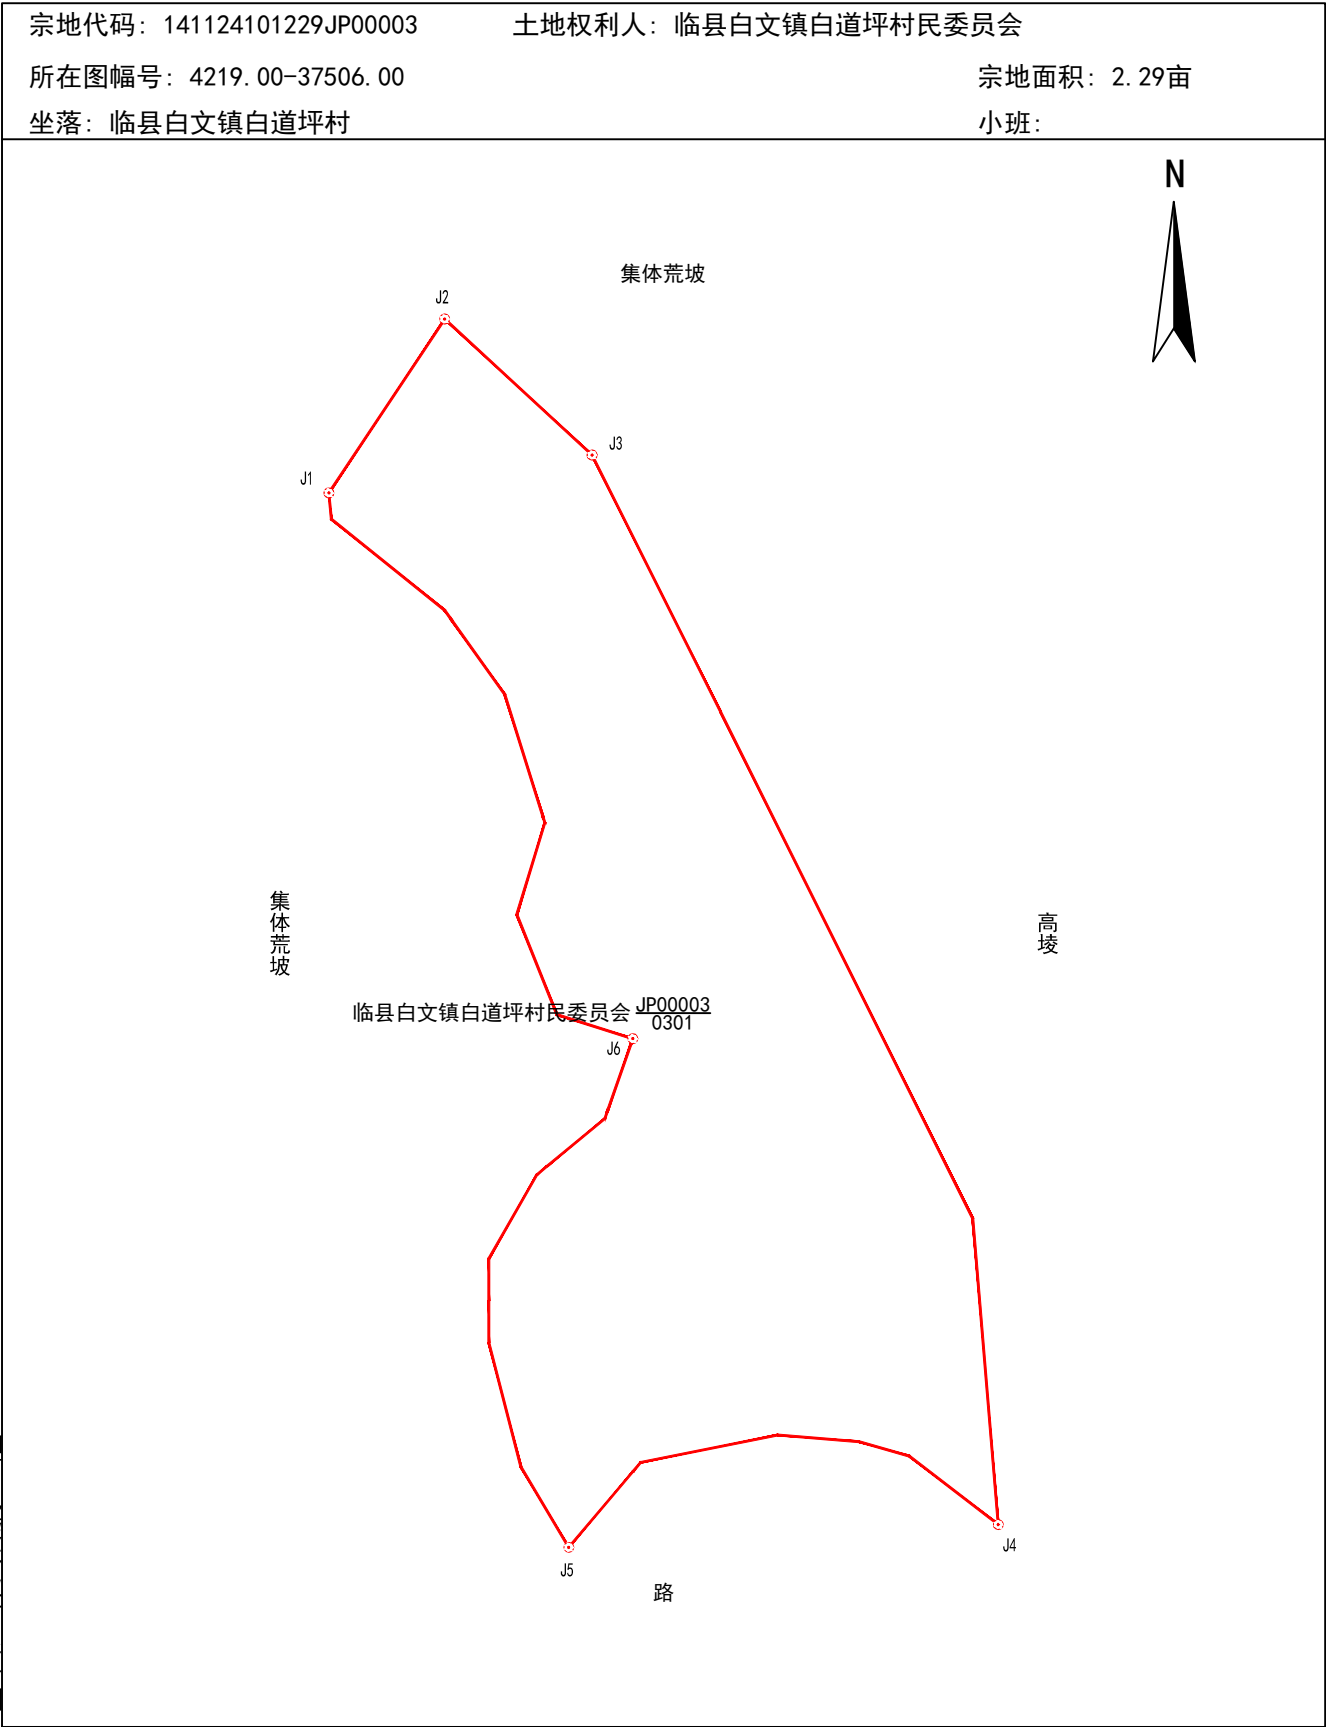 宗地代码: 141124101229JP00003
土地权利人: 临县白文镇白道坪村民委员会
所在图幅号: 4219.00-37506.00
宗地面积: 2.29亩
坐落: 临县白文镇白道坪村
小班:
N
集体荒坡
J2
J3
J1
集体荒坡
高堎
临县白文镇白道坪村民委员会
JP00003
0301
J6
J4
J5
路